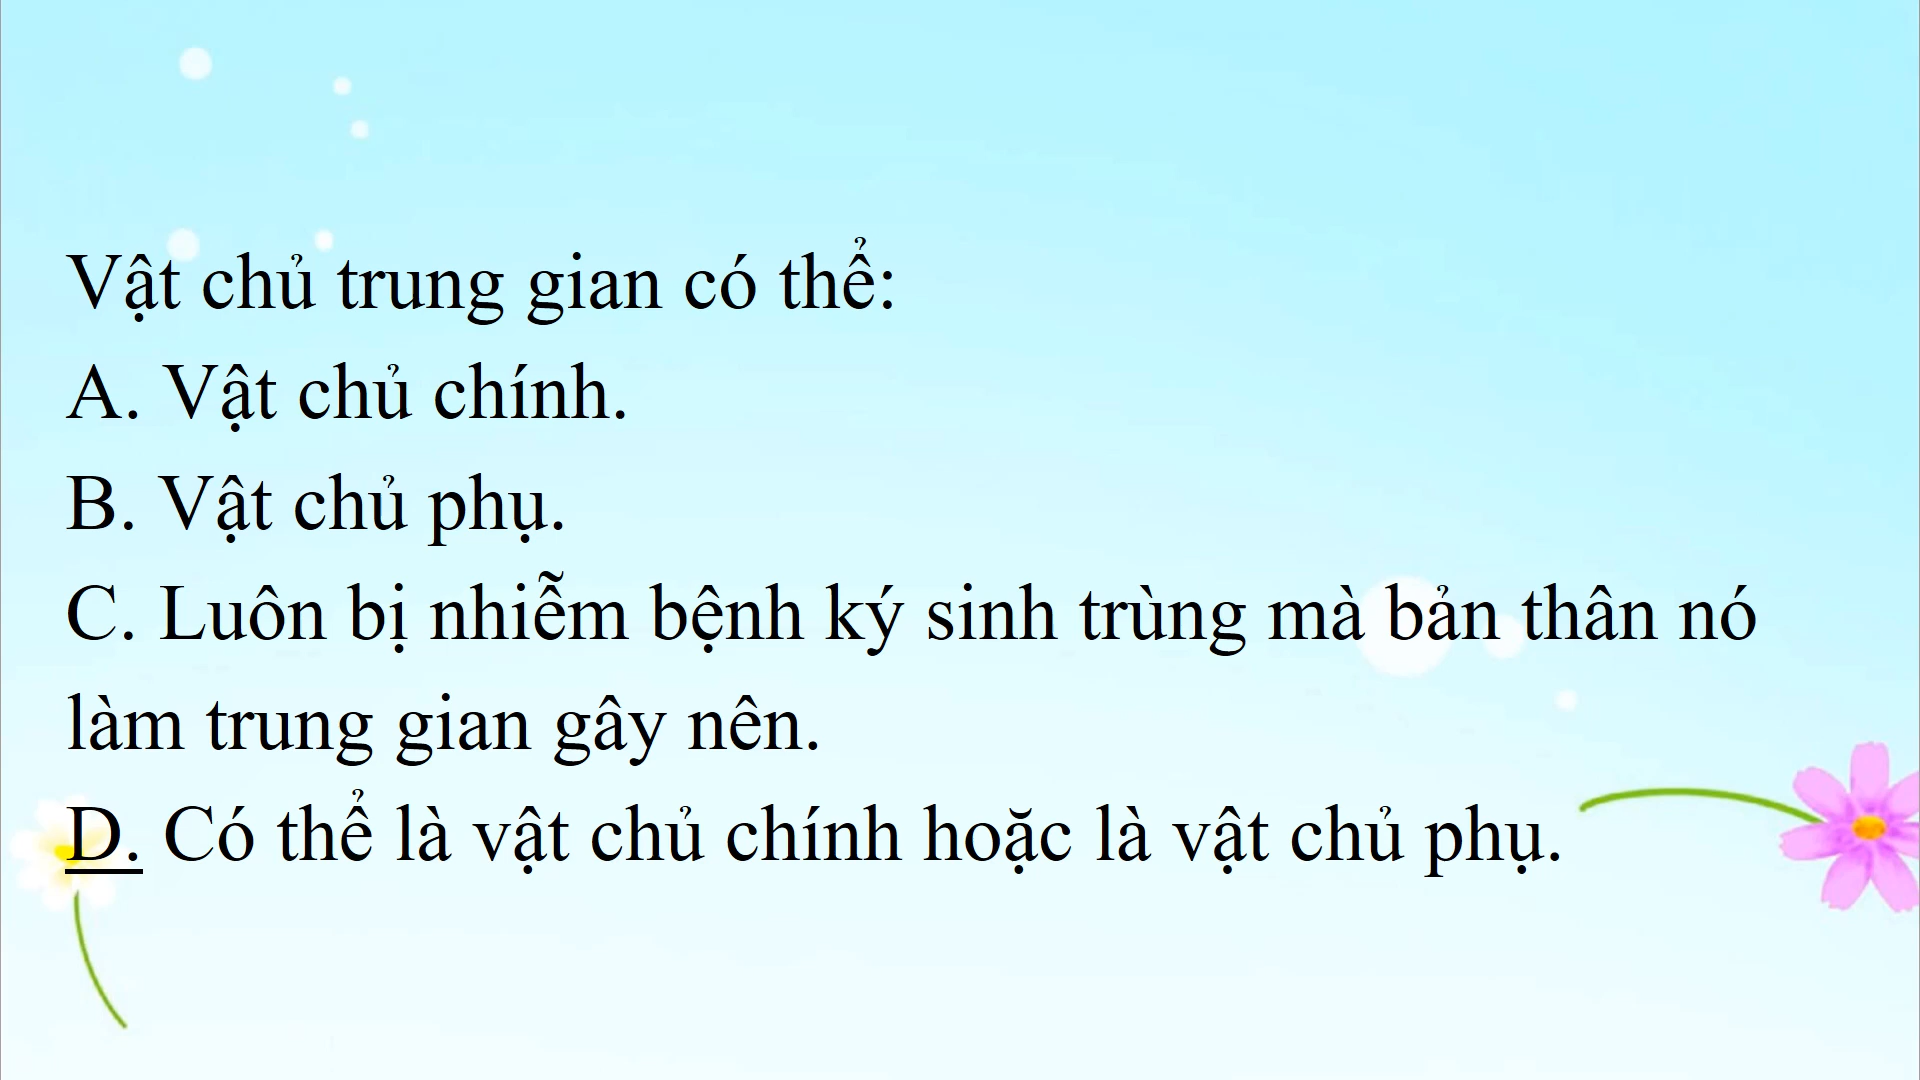 Vật chủ trung gian có thể:
A. Vật chủ chính.
B. Vật chủ phụ.
C. Luôn bị nhiễm bệnh ký sinh trùng mà bản thân nó
làm trung gian gây nên.
D. Có thể là vật chủ chính hoặc là vật chủ phụ.